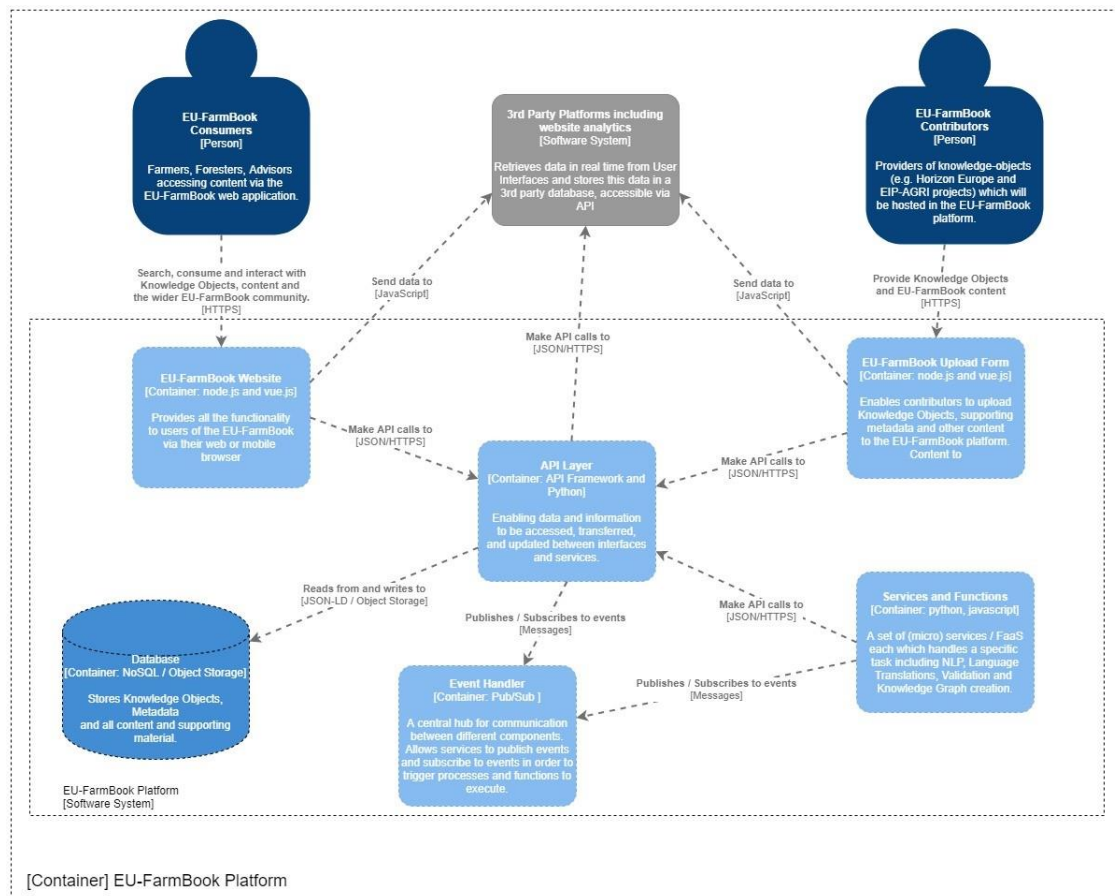 EU-FarmBook
Consumers
[Person]
Farmers, Foresters, Advisors
accessing content via the
EU-FarmBook web application.
3rd Party Platforms including
website analytics
[Software System]
Retrieves data in real time from User
Interfaces and stores this data in a
3rd party database, accessible via
API
EU-FarmBook
Contributors
[Person]
Providers of knowledge-objects
(e.g. Horizon Europe and
EIP-AGRI projects) which will
be hosted in the EU-FarmBook
platform.
Search, consume and interact with
Knowledge Objects, content and
the wider EU-FarmBook community.
[HTTPS]
Send data to
[JavaScript]
Make API calls to
[JSON/HTTPS]
Send data to
[JavaScript]
Provide Knowledge Objects
and EU-FarmBook content
[HTTPS]
EU-FarmBook Website
[Container: node.js and vue.js]
Provides all the functionality
to users of the EU-FarmBook
via their web or mobile
browser
Make API calls to
[JSON/HTTPS]
API Layer
[Container: API Framework and
Python]
Enabling data and information
to be accessed, transferred,
and updated between interfaces
and services.
Make API calls to
[JSON/HTTPS]
EU-FarmBook Upload Form
[Container: node.js and vue.js]
Enables contributors to upload
Knowledge Objects, supporting
metadata and other content
to the EU-FarmBook platform.
Content to
Reads from and writes to
[JSON-LD / Object Storage]
Publishes / Subscribes to events
[Messages]
Make API calls to
[JSON/HTTPS]
Services and Functions
[Container: python, javascript]
A set of (micro) services / FaaS
each which handles a specific
task including NLP, Language
Translations, Validation and
Knowledge Graph creation.
Database
[Container: NoSQL / Object Storage]
Stores Knowledge Objects,
Metadata
and all content and supporting
material.
Event Handler
[Container: Pub/Sub ]
A central hub for communication
between different components.
Allows services to publish events
and subscribe to events in order to
trigger processes and functions to
execute.
Publishes / Subscribes to events
[Messages]
EU-FarmBook Platform
[Software System]
[Container] EU-FarmBook Platform